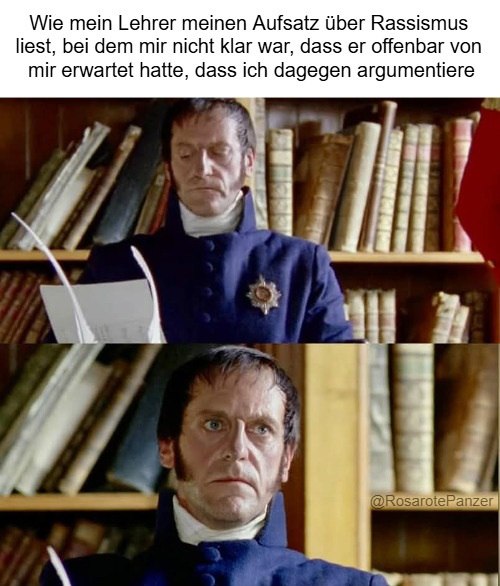 Wie mein Lehrer meinen Aufsatz über Rassismus
liest, bei dem mir nicht klar war, dass er offenbar von
mir erwartet hatte, dass ich dagegen argumentiere
@RosarotePanzer